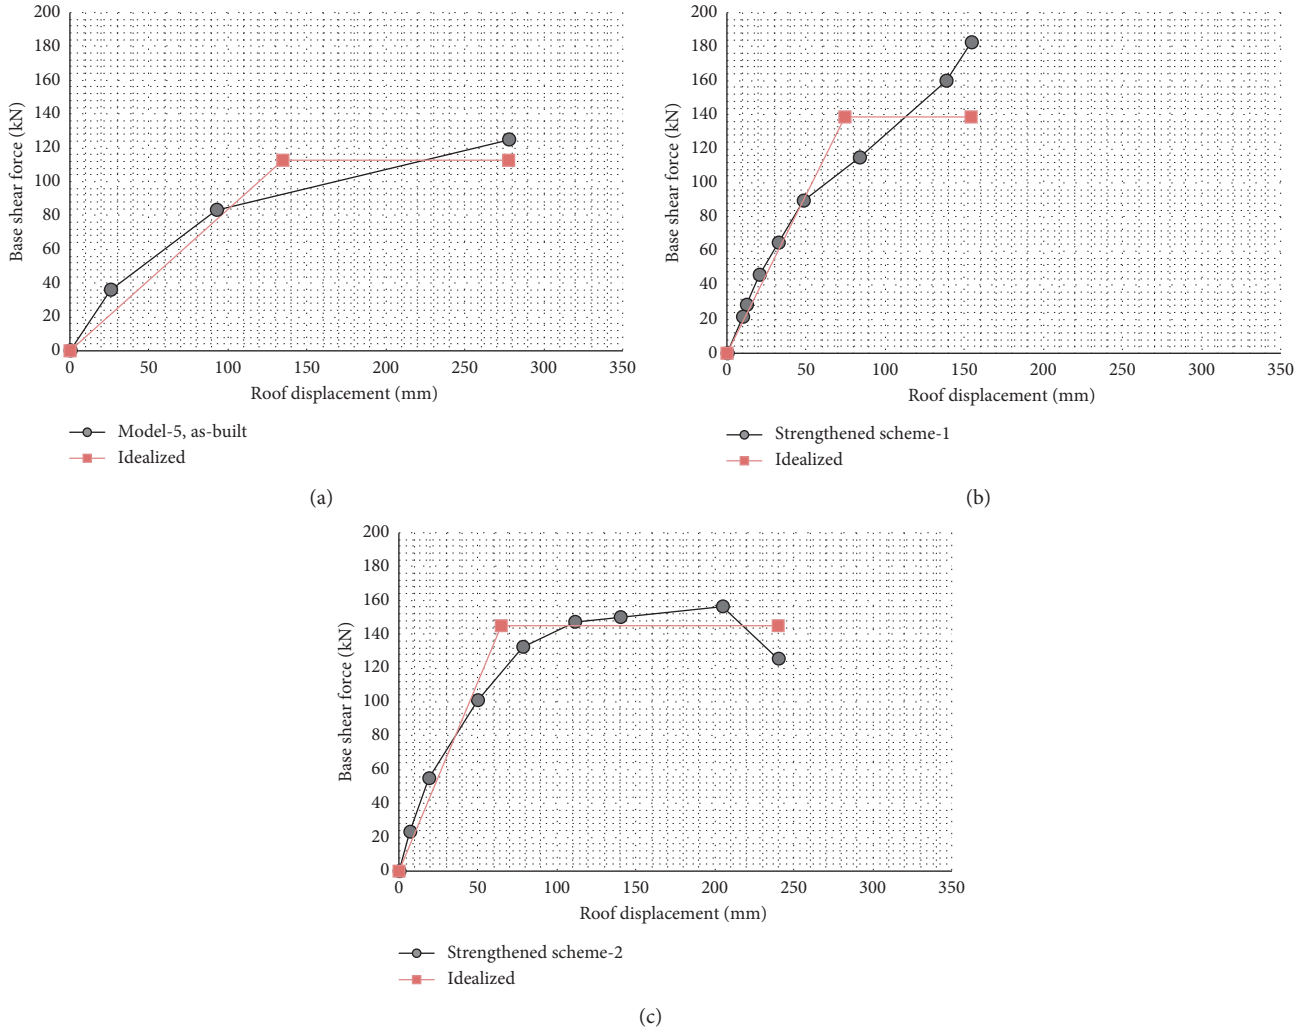 200
180
160
140
120
100
80
60
40
20
0
Base shear force (kN)
0 50 100 150 200 250 300 350
Roof displacement (mm)
Model-5, as-built
Idealized
(a)
200
180
160
140
120
100
80
60
40
20
0
Base shear force (kN)
0 50 100 150 200 250 300 350
Roof displacement (mm)
Strengthened scheme-1
Idealized
(b)
200
180
160
140
120
100
80
60
40
20
0
Base shear force (kN)
0 50 100 150 200 250 300 350
Roof displacement (mm)
Strengthened scheme-2
Idealized
(c)